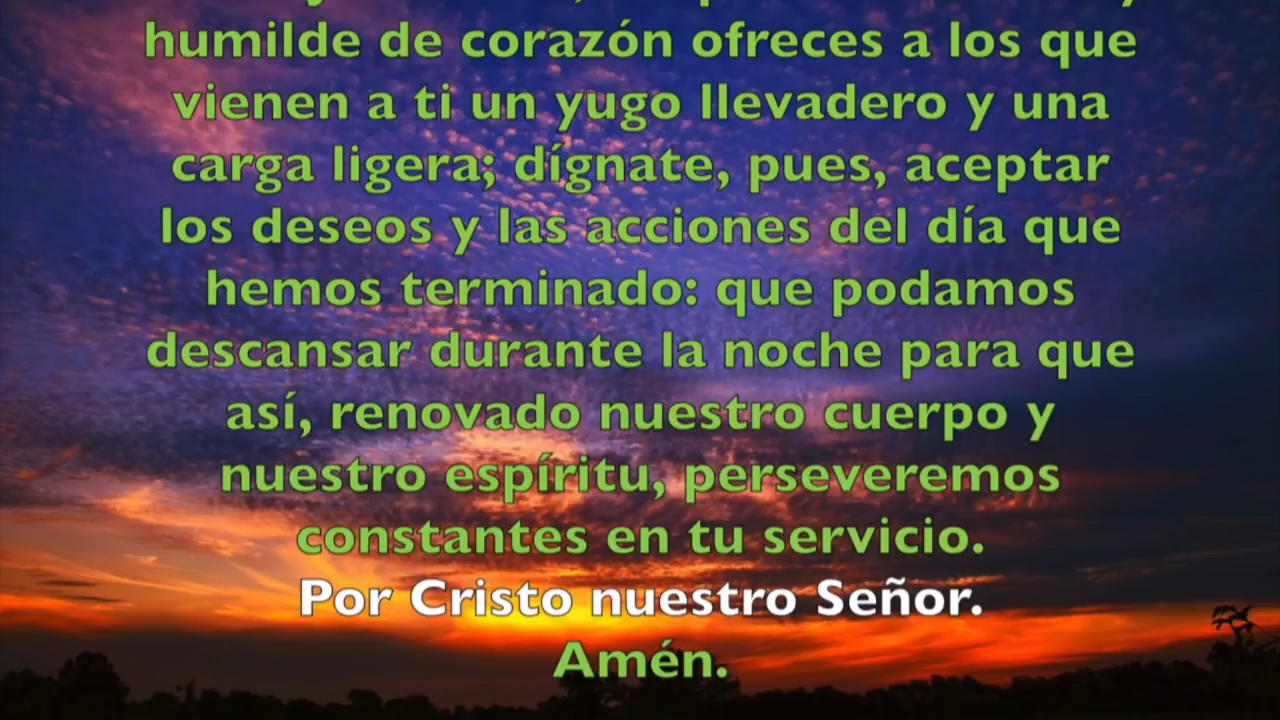 humilde de corazón ofreces a los que
vienen a ti un yugo llevadero y una
carga ligera; dígnate, pues, aceptar
los deseos y las acciones del día que
hemos terminado: que podamos
descansar durante la noche para que
así, renovado nuestro cuerpo y
nuestro espíritu, perseveremos
constantes en tu servicio.
Por Cristo nuestro Señor.
Amén.